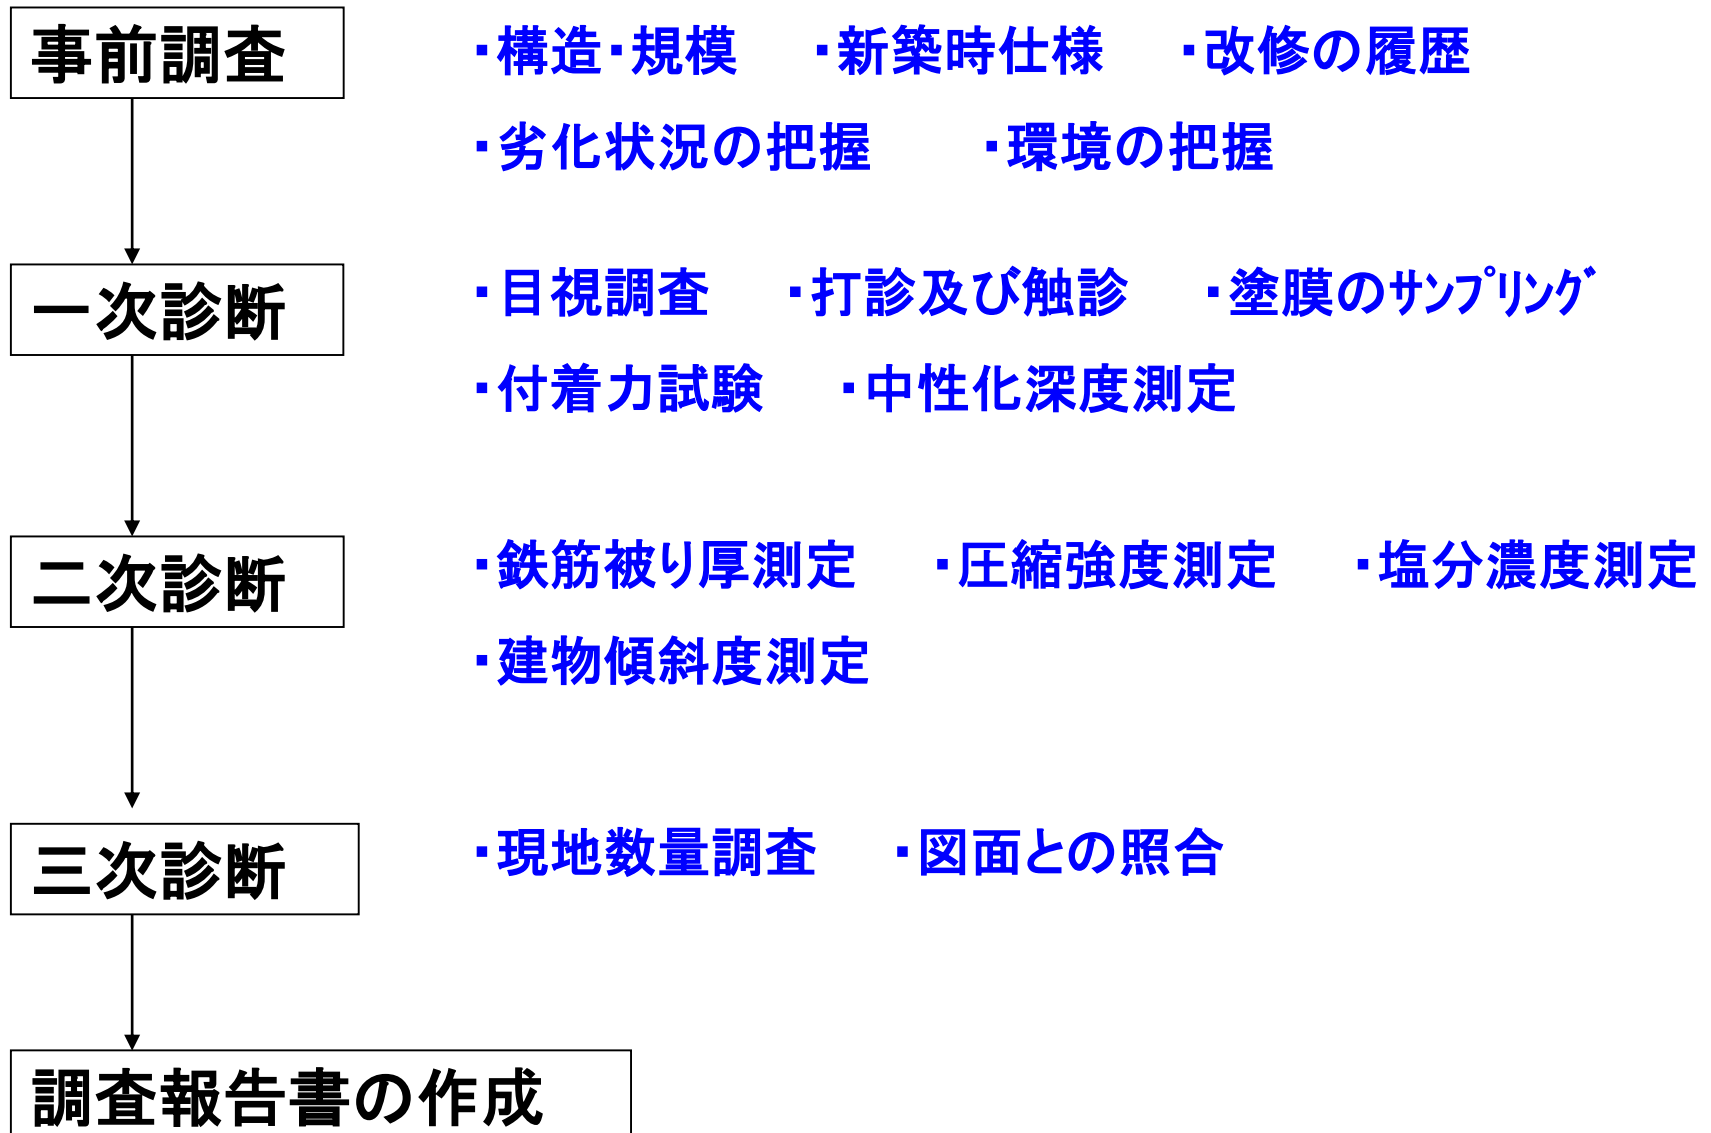 事前調査
・構造・規模 ・新築時仕様 ・改修の履歴
・劣化状況の把握 ・環境の把握
一次診断
・目視調査 ・打診及び触診 ・塗膜のｻﾝﾌﾟﾘﾝｸﾞ
・付着力試験 ・中性化深度測定
二次診断
・鉄筋被り厚測定 ・圧縮強度測定 ・塩分濃度測定
・建物傾斜度測定
三次診断
・現地数量調査 ・図面との照合
調査報告書の作成